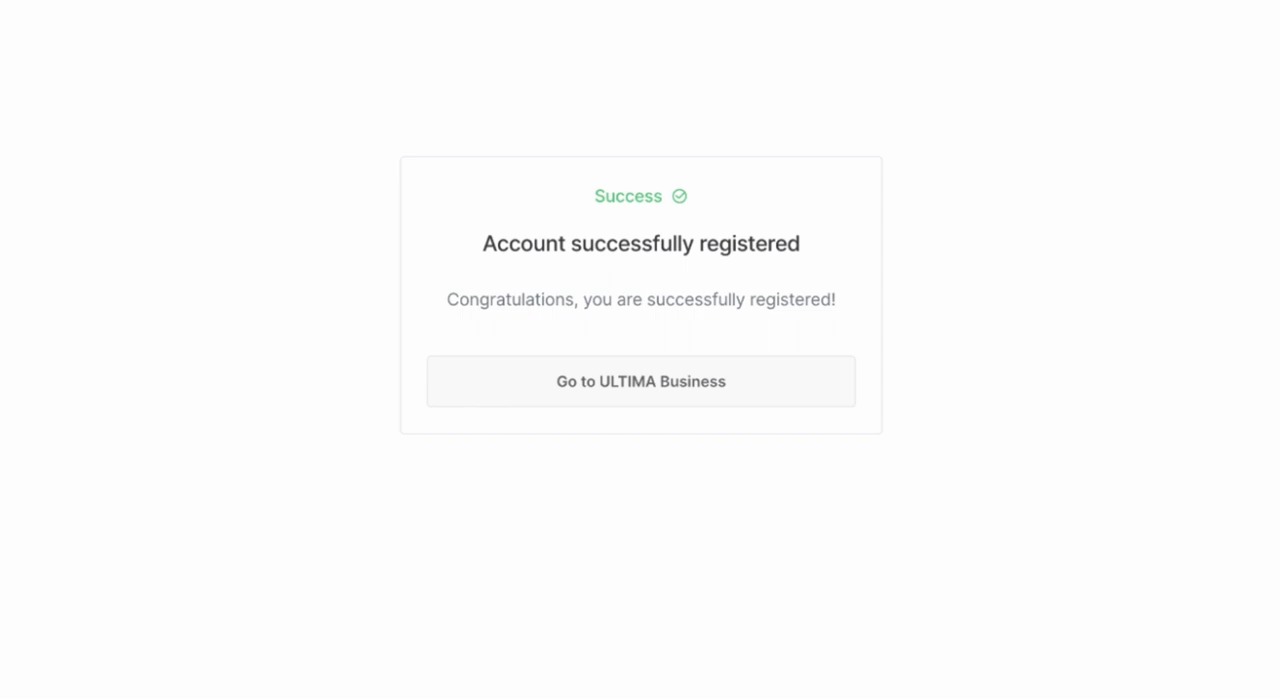 Success
Account successfully registered
Congratulations, you are successfully registered!
Go to ULTIMA Business